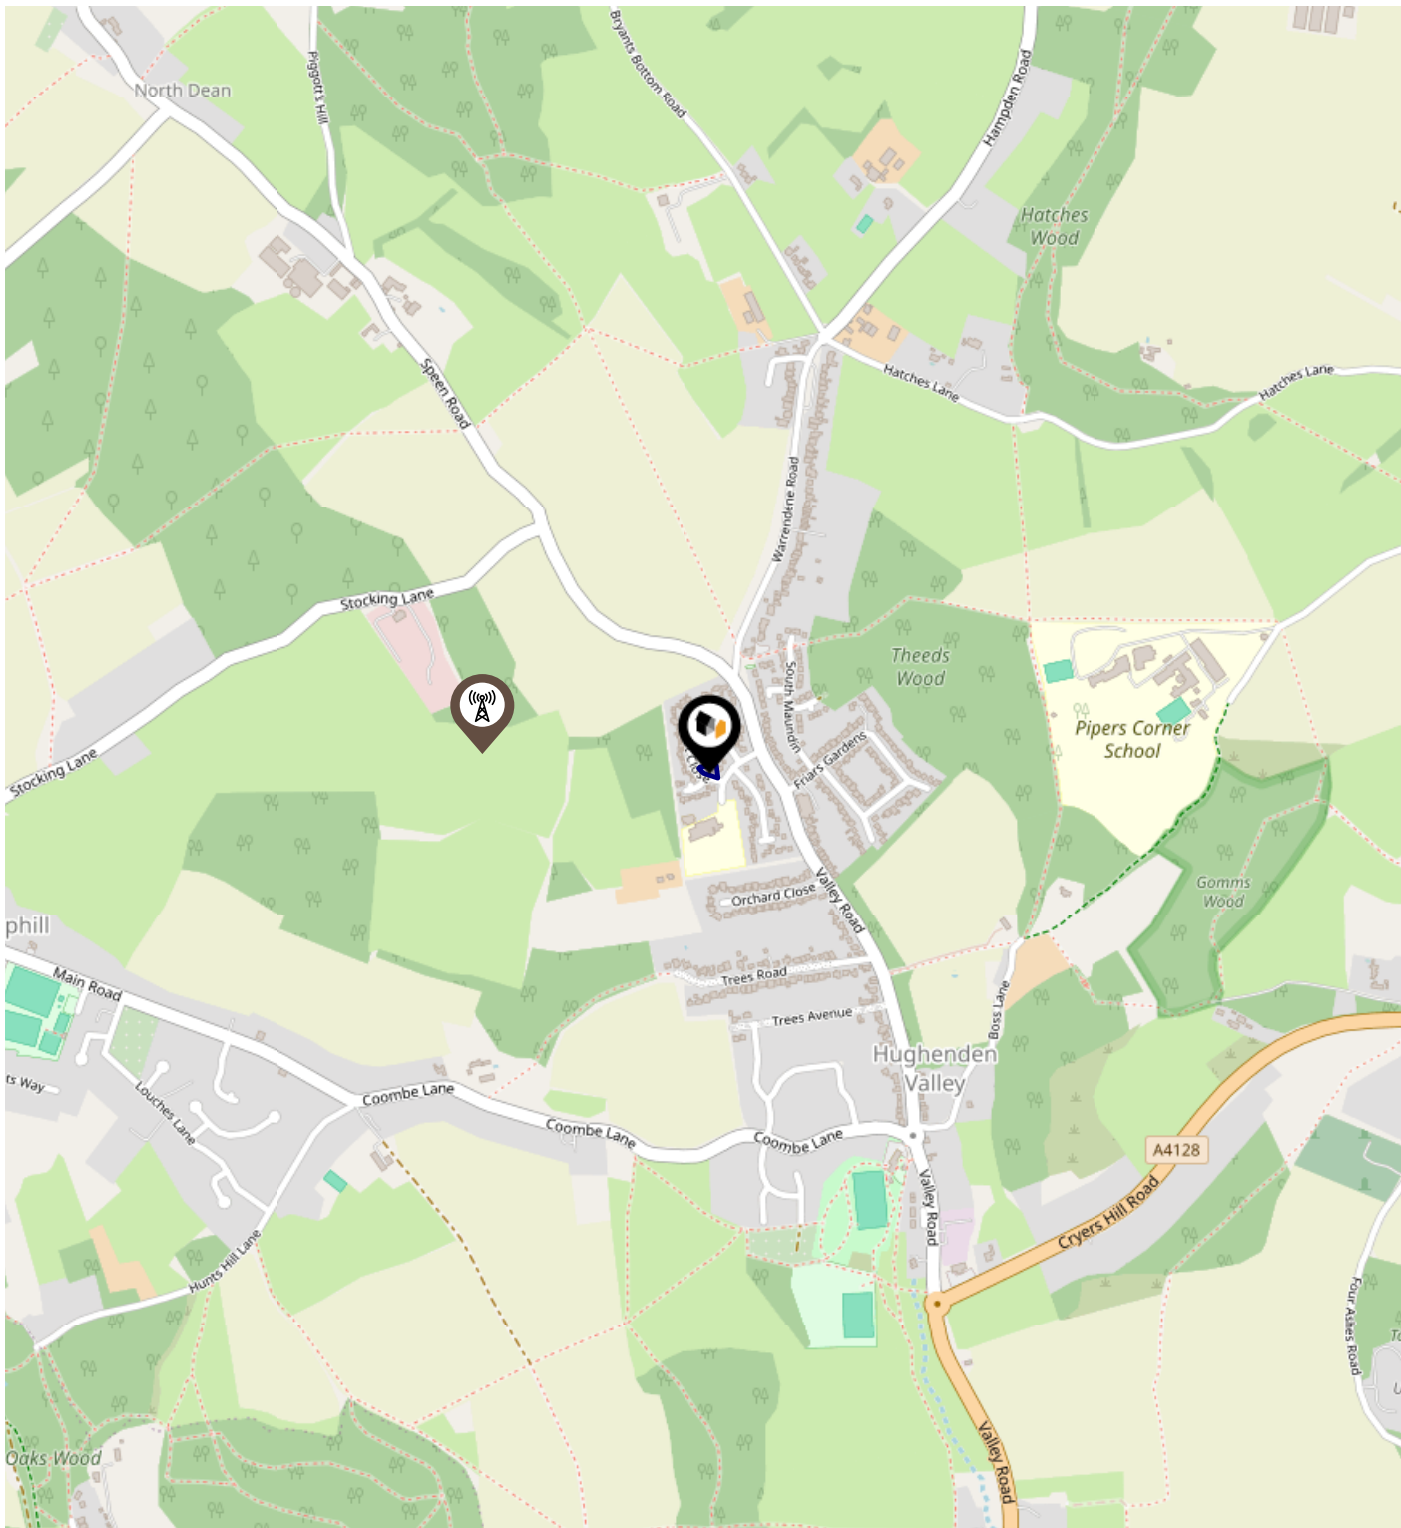 Bryants Bottom Road
Piggott's Hill
Hampden Road
North Dean
Hatches
Wood
Speen Road
Hatches Lane
Hatches Lane
Warrendene Road
Stocking Lane
Theeds
Wood
South Maundin
Pipers Corner
School
Friars Gardens
Close
Stocking Lane
Valley Road
Orchard Close
Gomms
Wood
phill
Main Road
Trees Road
Boss Lane
Trees Avenue
Hughenden
Valley
ts Way
Louches Lane
Coombe Lane
Coombe Lane
Coombe Lane
A4128
Valley Road
Cryers Hill Road
Hunts Hill Lane
Four Ashes Road
Oaks Wood
Valley Road